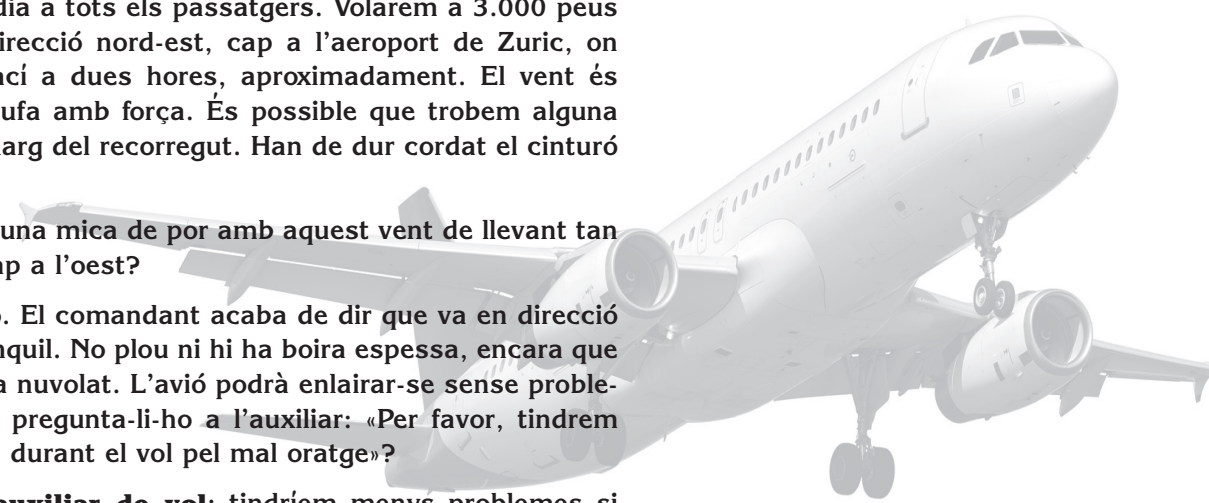 dia a tots els passatgers. Volarem a 3.000 peus
irecció nord-est, cap a l'aeroport de Zuric, on
ncí a dues hores, aproximadament. El vent és
ufa amb força. És possible que trobem alguna
larg del recorregut. Han de dur cordat el cinturó
una mica de por amb aquest vent de llevant tan
ap a l'oest?
o. El comandant acaba de dir que va en direcció
nquil. No plou ni hi ha boira espessa, encara que
a nuvolat. L'avió podrà enlairar-se sense proble-
pregunta-li-ho a l'auxiliar: «Per favor, tindrem
durant el vol pel mal oratge»?
auxiliar de vol: tindríem menys problemes si